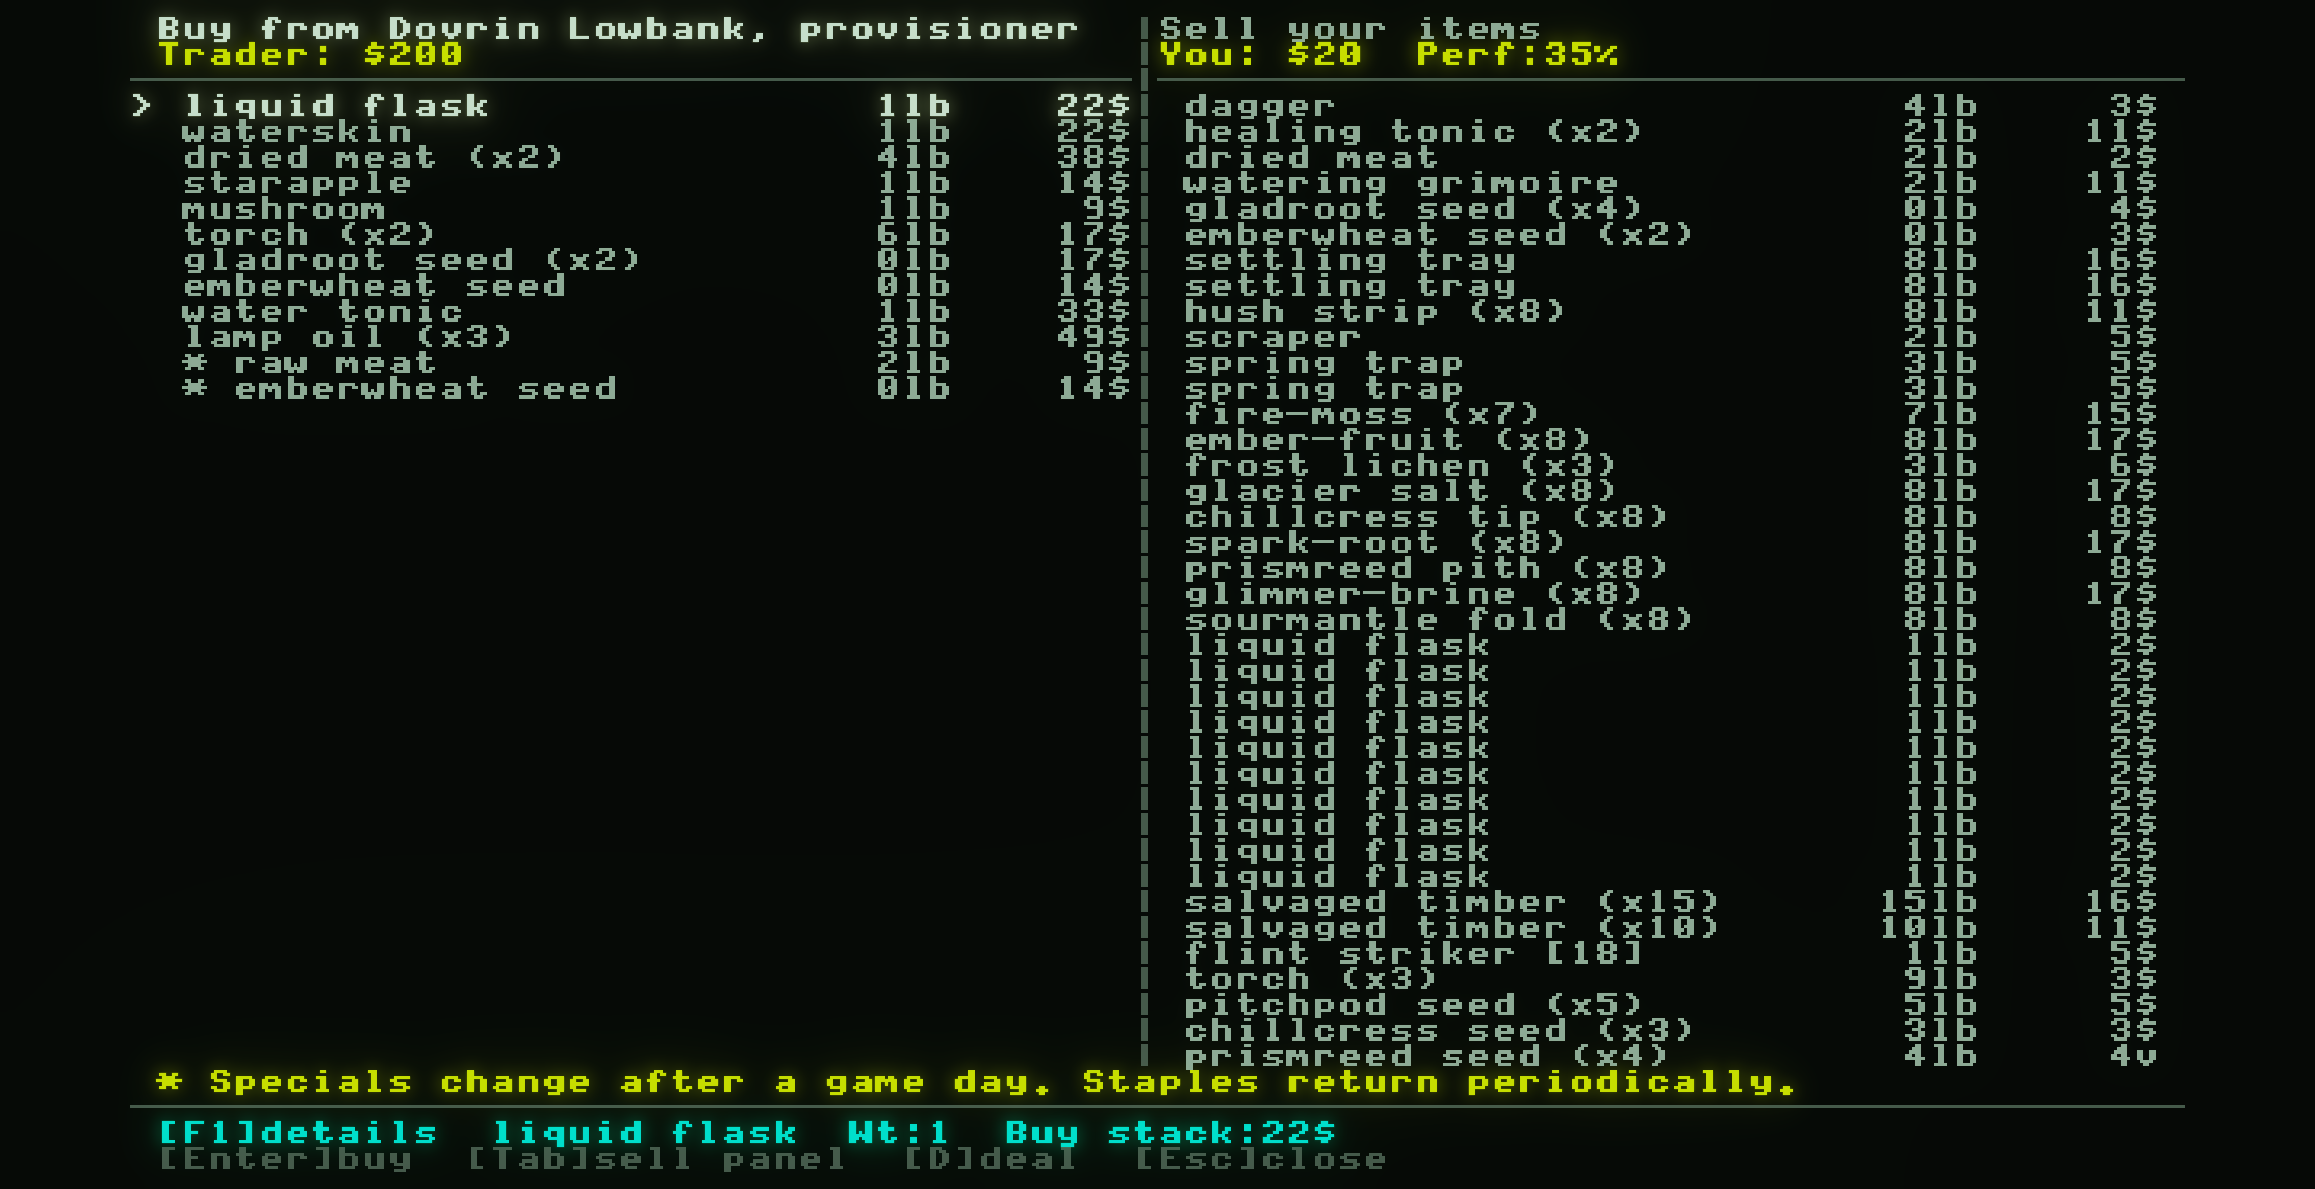 Buy from Dovrin Lowbank, provisioner
Trader: $200
> liquid flask 1lb 22$
waterskin 1lb 22$
dried meat (x2) 4lb 38$
starapple 1lb 14$
mushroom 1lb 9$
torch (x2) 6lb 17$
gladroot seed (x2) 0lb 17$
emberwheat seed 0lb 14$
water tonic 1lb 33$
lamp oil (x3) 3lb 49$
* raw meat 2lb 9$
* emberwheat seed 0lb 14$
Sell your items
You: $20 Perf:35%
dagger 4lb 3$
healing tonic (x2) 2lb 11$
dried meat 2lb 2$
watering grimoire 2lb 11$
gladroot seed (x4) 0lb 4$
emberwheat seed (x2) 0lb 3$
settling tray 8lb 16$
settling tray 8lb 16$
hush strip (x8) 8lb 11$
scraper 2lb 5$
spring trap 3lb 5$
spring trap 3lb 5$
fire-moss (x7) 7lb 15$
ember-fruit (x8) 8lb 17$
frost lichen (x3) 3lb 6$
glacier salt (x8) 8lb 17$
chillcress tip (x8) 8lb 8$
spark-root (x8) 8lb 17$
prismreed pith (x8) 8lb 8$
glimmer-brine (x8) 8lb 17$
sourmantle fold (x8) 8lb 8$
liquid flask 1lb 2$
liquid flask 1lb 2$
liquid flask 1lb 2$
liquid flask 1lb 2$
liquid flask 1lb 2$
liquid flask 1lb 2$
liquid flask 1lb 2$
liquid flask 1lb 2$
liquid flask 1lb 2$
liquid flask 1lb 2$
salvaged timber (x15) 15lb 16$
salvaged timber (x10) 10lb 11$
flint striker [18] 1lb 5$
torch (x3) 9lb 3$
pitchpod seed (x5) 5lb 5$
chillcress seed (x3) 3lb 3$
prismreed seed (x4) 4lb 4v
* Specials change after a game day. Staples return periodically.
[F1]details liquid flask Wt:1 Buy stack:22$
[Enter]buy [Tab]sell panel [D]deal [Esc]close